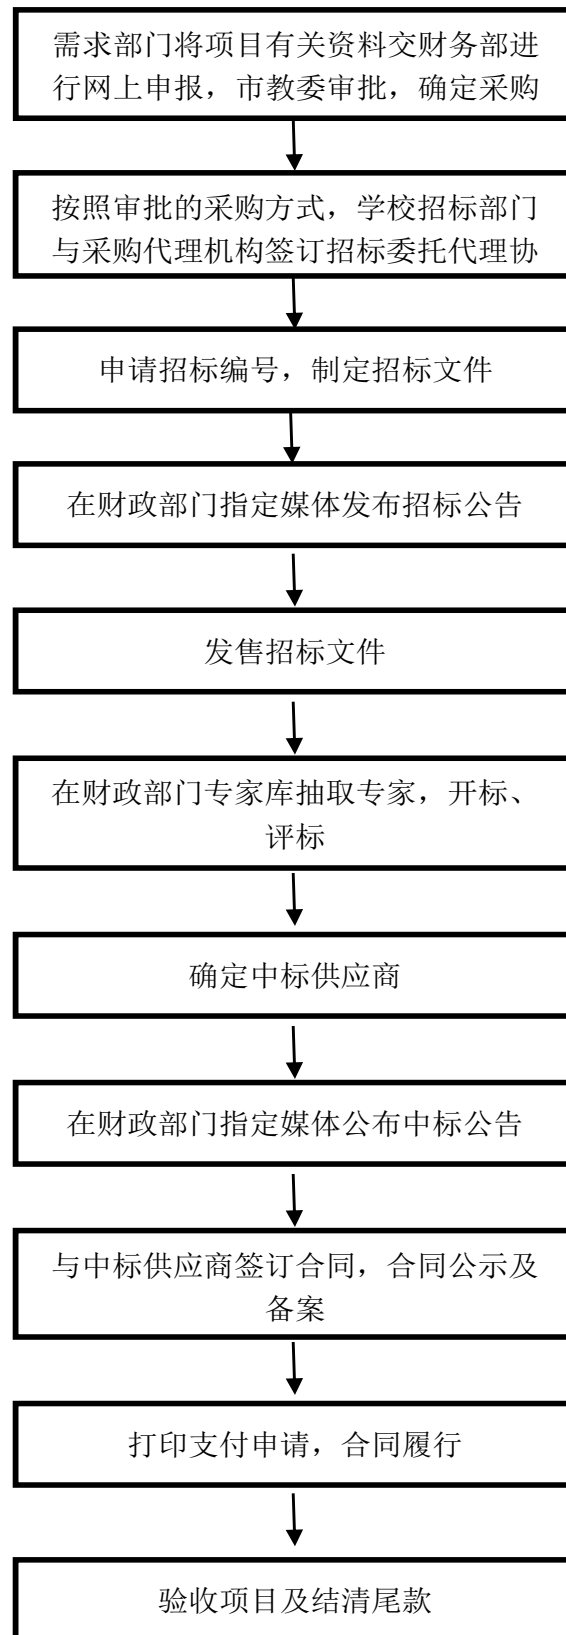 需求部门将项目有关资料交财务部进
行网上申报，市教委审批，确定采购
按照审批的采购方式，学校招标部门
与采购代理机构签订招标委托代理协
申请招标编号，制定招标文件
在财政部门指定媒体发布招标公告
发售招标文件
在财政部门专家库抽取专家，开标、
评标
确定中标供应商
在财政部门指定媒体公布中标公告
与中标供应商签订合同，合同公示及
备案
打印支付申请，合同履行
验收项目及结清尾款